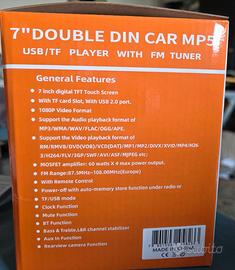 7"DOUBLE DIN CAR MP5
USB/TF PLAYER WITH FM TUNER
General Features
7 inch digital TFT Touch Screen
With TF card Slot, With USB 2.0 port.
1080P Video Format
Support the Audio playback format of
MP3/WMA/WAV/FLAC/OGG/APE.
Support the Video playback format of
RM/RMVB/DVD(VOB)/VCD(DAT)/MP1/MP2/DIVX/XVID/MP4/H26
3/H264/FLV/3GP/SWF/AVI/ASF/MJPEG etc;
MOSFET amplifier: 60 watts X 4 max power output.
FM Range:87.5MHz-108.00MHz(Europe)
With Remote Control
Power-off with auto-memory store function under radio or
TF/USB mode
Clock Function
Mute Function
BT Function
Bass & Treble,L&R channel stabilizer
Aux In Function
Rearview camera Function
MADE IN CHINA
subito